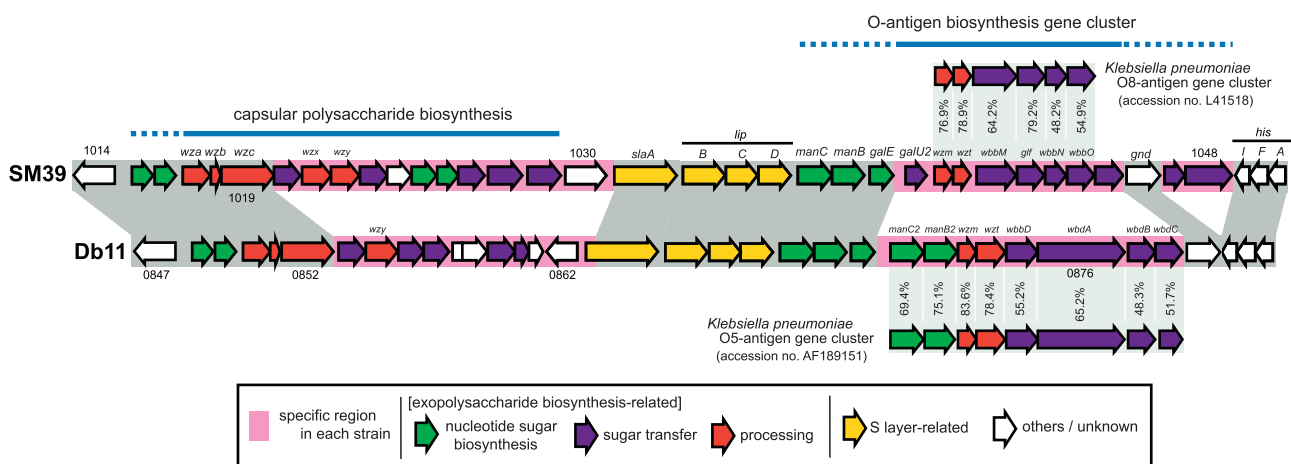 O-antigen biosynthesis gene cluster
Klebsiella pneumoniae
O8-antigen gene cluster
(accession no. L41518)
76.9%
78.9%
64.2%
79.2%
48.2%
54.9%
capsular polysaccharide biosynthesis
lip
his
1014 wza wzb wzc wzx wzy 1030 slaA B C D manC manB galE galU2 wzm wzt wbbM glf wbbN wbbO gnd 1048 I F A
SM39
1019
wzy manC2 manB2 wzm wzt wbbD wbdA wbdB wbdC
Db11
0847 0852 0862 0876
69.4%
75.1%
83.6%
78.4%
55.2%
65.2%
48.3%
51.7%
Klebsiella pneumoniae
O5-antigen gene cluster
(accession no. AF189151)
specific region
in each strain
[exopolysaccharide biosynthesis-related]
nucleotide sugar
biosynthesis
sugar transfer
processing
S layer-related
others / unknown